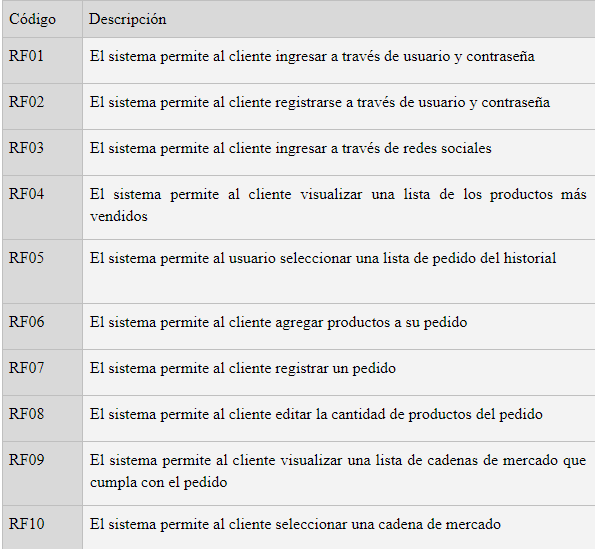 Código Descripción
RF01 El sistema permite al cliente ingresar a través de usuario y contraseña
RF02 El sistema permite al cliente registrarse a través de usuario y contraseña
RF03 El sistema permite al cliente ingresar a través de redes sociales
RF04 El sistema permite al cliente visualizar una lista de los productos más
vendidos
RF05 El sistema permite al usuario seleccionar una lista de pedido del historial
RF06 El sistema permite al cliente agregar productos a su pedido
RF07 El sistema permite al cliente registrar un pedido
RF08 El sistema permite al cliente editar la cantidad de productos del pedido
RF09 El sistema permite al cliente visualizar una lista de cadenas de mercado que
cumpla con el pedido
RF10 El sistema permite al cliente seleccionar una cadena de mercado